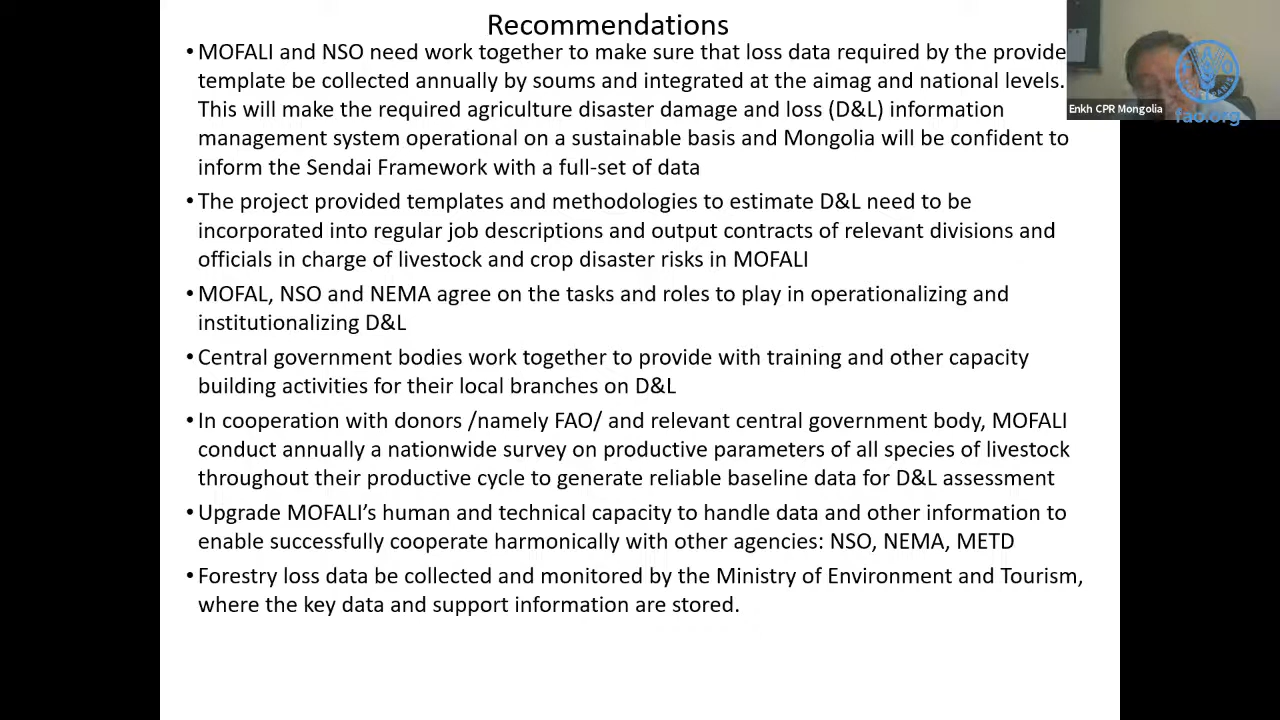 Recommendations
• MOFALI and NSO need work together to make sure that loss data required by the provide
template be collected annually by soums and integrated at the aimag and national levels.
This will make the required agriculture disaster damage and loss (D&L) information
management system operational on a sustainable basis and Mongolia will be confident to
inform the Sendai Framework with a full-set of data
• The project provided templates and methodologies to estimate D&L need to be
incorporated into regular job descriptions and output contracts of relevant divisions and
officials in charge of livestock and crop disaster risks in MOFALI
• MOFAL, NSO and NEMA agree on the tasks and roles to play in operationalizing and
institutionalizing D&L
• Central government bodies work together to provide with training and other capacity
building activities for their local branches on D&L
• In cooperation with donors /namely FAO/ and relevant central government body, MOFALI
conduct annually a nationwide survey on productive parameters of all species of livestock
throughout their productive cycle to generate reliable baseline data for D&L assessment
• Upgrade MOFALI’s human and technical capacity to handle data and other information to
enable successfully cooperate harmonically with other agencies: NSO, NEMA, METD
• Forestry loss data be collected and monitored by the Ministry of Environment and Tourism,
where the key data and support information are stored.
Enkh CPR Mongolia
fao.org